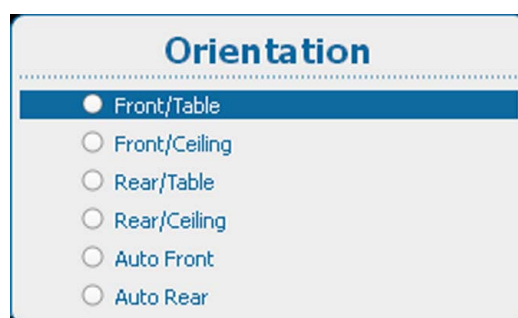 Orientation
Front/Table
Front/Ceiling
Rear/Table
Rear/Ceiling
Auto Front
Auto Rear